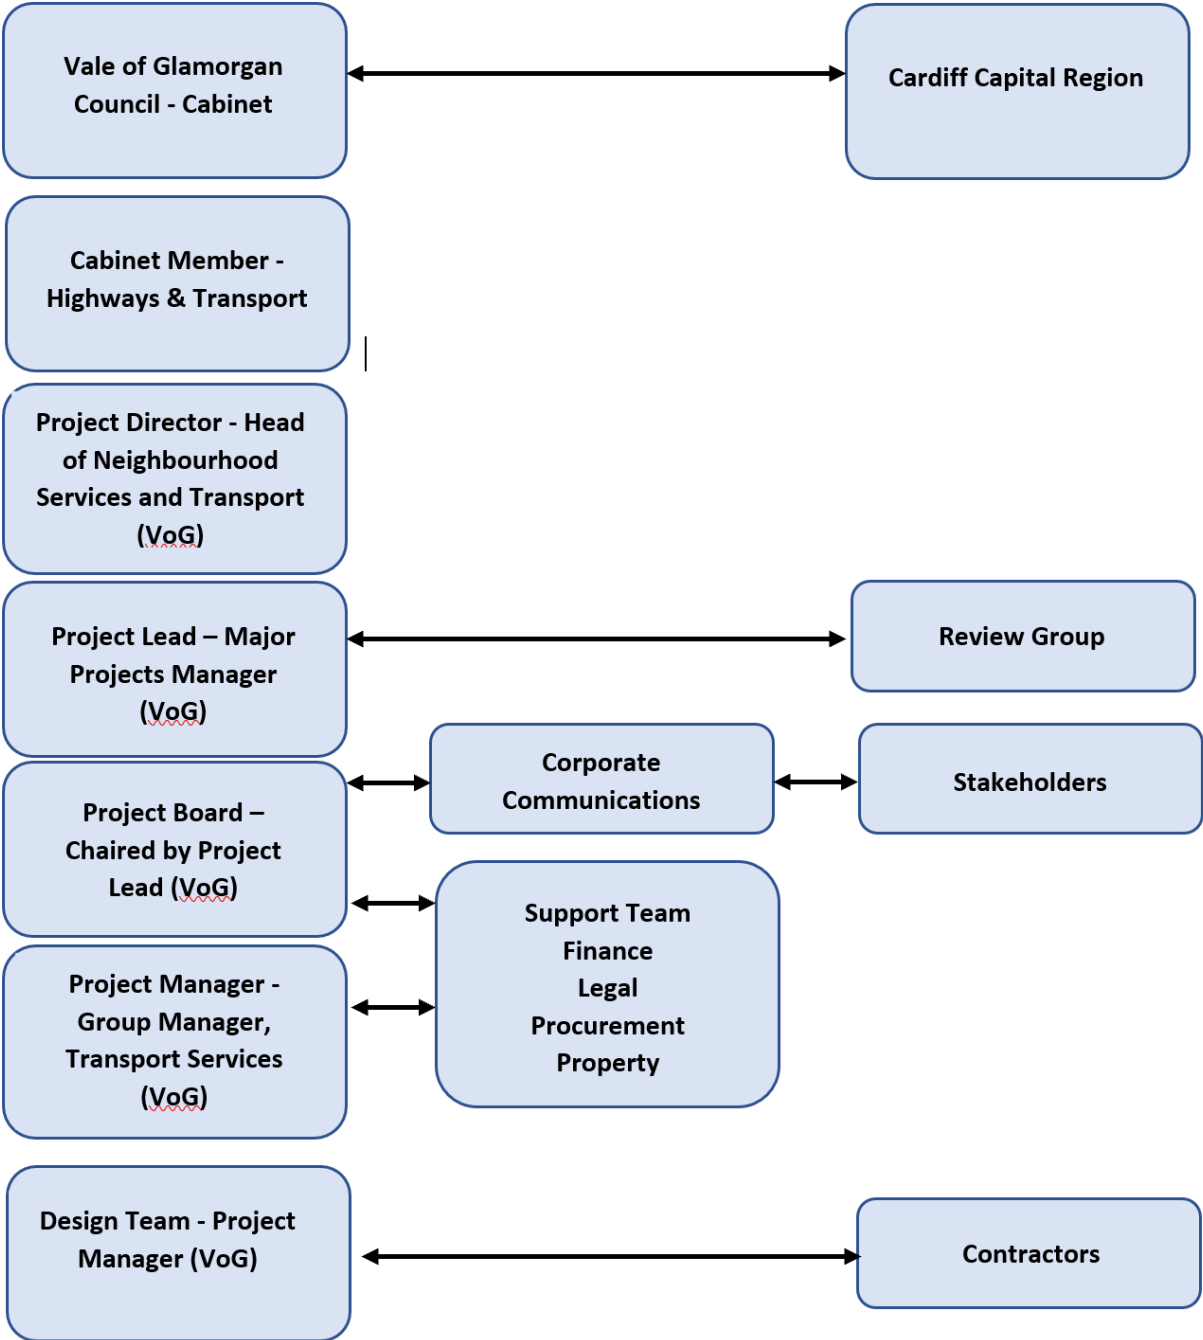 Vale of Glamorgan
Council - Cabinet
Cardiff Capital Region
Cabinet Member -
Highways & Transport
Project Director - Head
of Neighbourhood
Services and Transport
(VoG)
Project Lead – Major
Projects Manager
(VoG)
Review Group
Project Board –
Chaired by Project
Lead (VoG)
Corporate
Communications
Stakeholders
Support Team
Finance
Legal
Procurement
Property
Project Manager -
Group Manager,
Transport Services
(VoG)
Design Team - Project
Manager (VoG)
Contractors